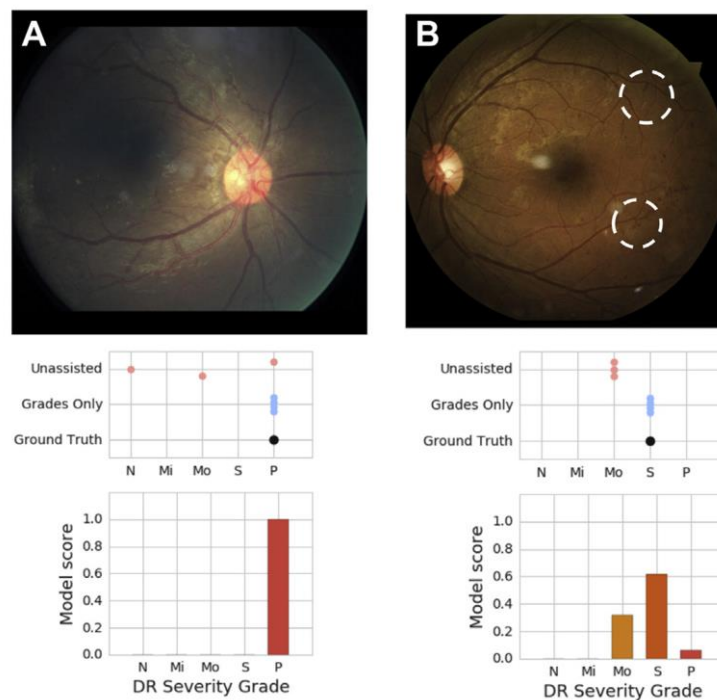 A
B
Unassisted
Grades Only
Ground Truth
N Mi Mo S P
Unassisted
Grades Only
Ground Truth
N Mi Mo S P
Model score
1.0
0.8
0.6
0.4
0.2
0.0
N Mi Mo S P
DR Severity Grade
Model score
1.0
0.8
0.6
0.4
0.2
0.0
N Mi Mo S P
DR Severity Grade